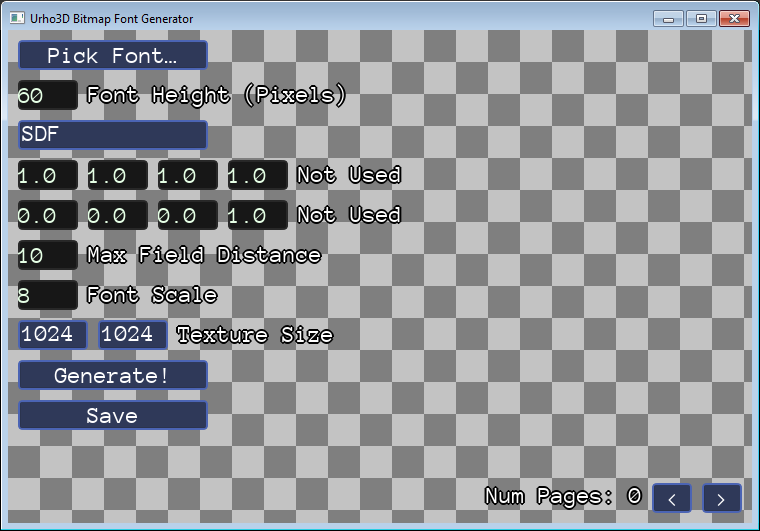 Urho3D Bitmap Font Generator
Pick Font…
60 Font Height (Pixels)
SDF
1.0 1.0 1.0 1.0 Not Used
0.0 0.0 0.0 1.0 Not Used
10 Max Field Distance
8 Font Scale
1024 1024 Texture Size
Generate!
Save
Num Pages: 0 < >